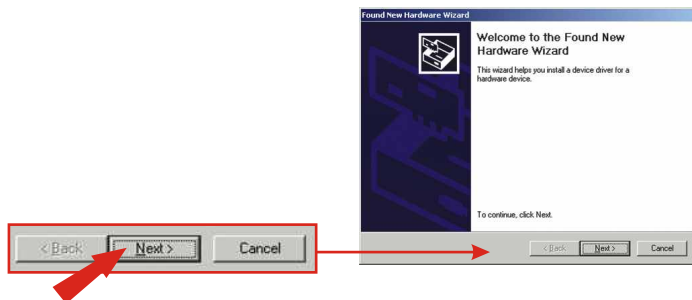 Found New Hardware Wizard
Welcome to the Found New
Hardware Wizard
This wizard helps you install a device driver for a
hardware device.
To continue, click Next.
< Back Next > Cancel
< Back Next > Cancel